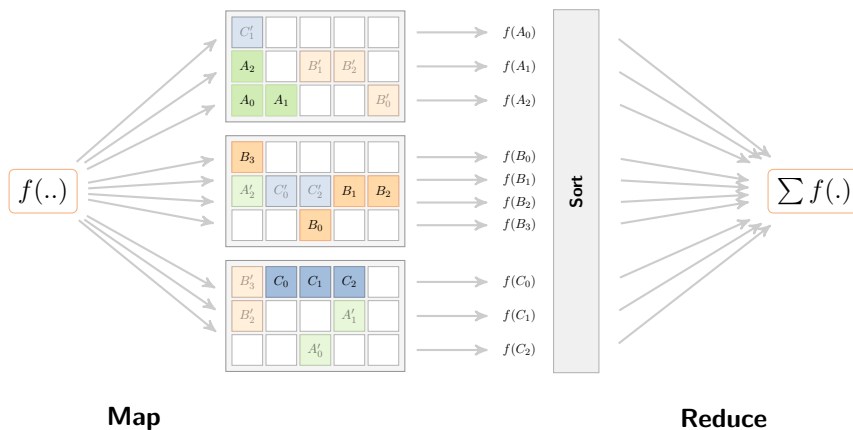 f(..)
C′₁
A₂ B′₁ B′₂
A₀ A₁ B′₀
B₃
A′₂ C′₀ C′₂ B₁ B₂
B₀
B′₃ C₀ C₁ C₂
B′₂ A′₁
A′₀
f(A₀)
f(A₁)
f(A₂)
f(B₀)
f(B₁)
f(B₂)
f(B₃)
f(C₀)
f(C₁)
f(C₂)
Sort
∑ f(.)
Map
Reduce